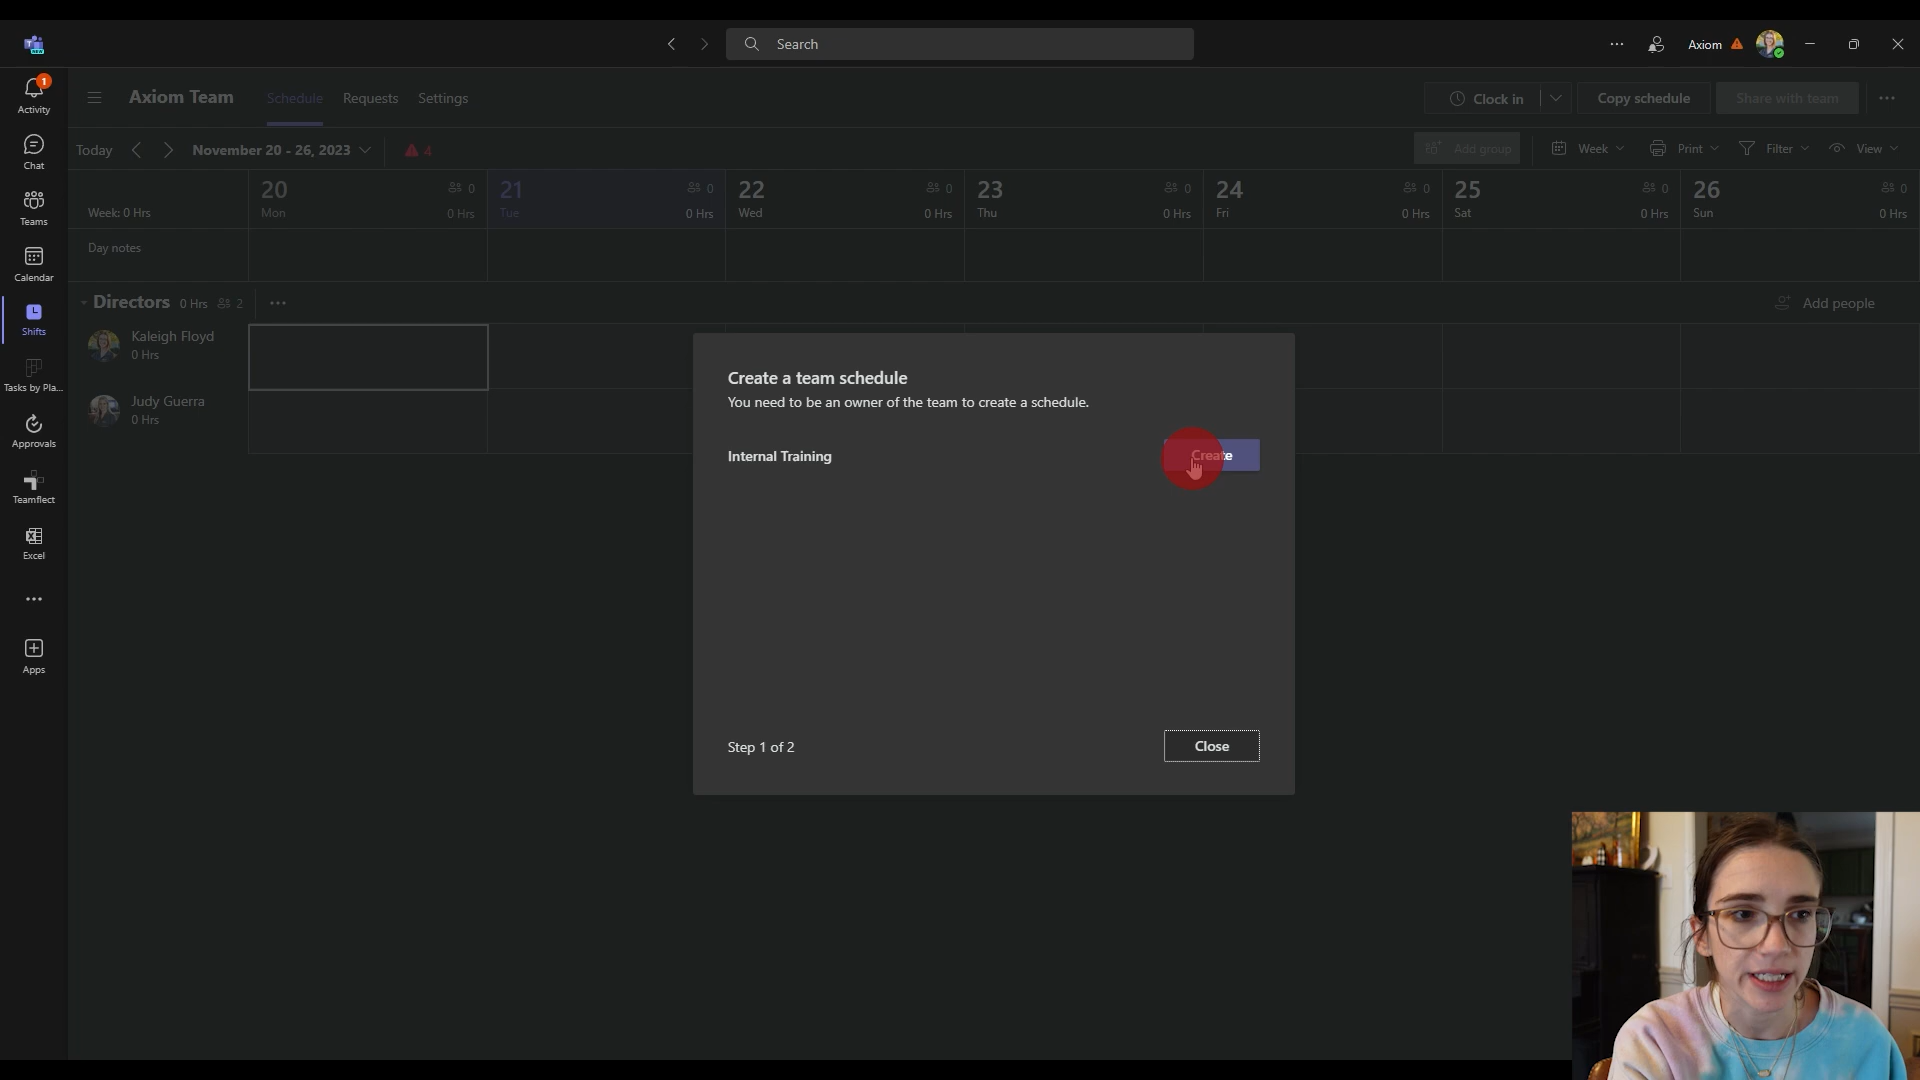 Search
Axiom
1
Activity
Chat
Teams
Calendar
Shifts
Tasks by Pla...
Approvals
Teamflect
Excel
Apps
Axiom Team
Schedule
Requests
Settings
Clock in
Copy schedule
Share with team
Today
November 20 - 26, 2023
4
Add group
Week
Print
Filter
View
Week: 0 Hrs
20 0
Mon 0 Hrs
21 0
Tue 0 Hrs
22 0
Wed 0 Hrs
23 0
Thu 0 Hrs
24 0
Fri 0 Hrs
25 0
Sat 0 Hrs
26 0
Sun 0 Hrs
Day notes
Directors 0 Hrs 2
Add people
Kaleigh Floyd
0 Hrs
Judy Guerra
0 Hrs
Create a team schedule
You need to be an owner of the team to create a schedule.
Internal Training
Create
Step 1 of 2
Close